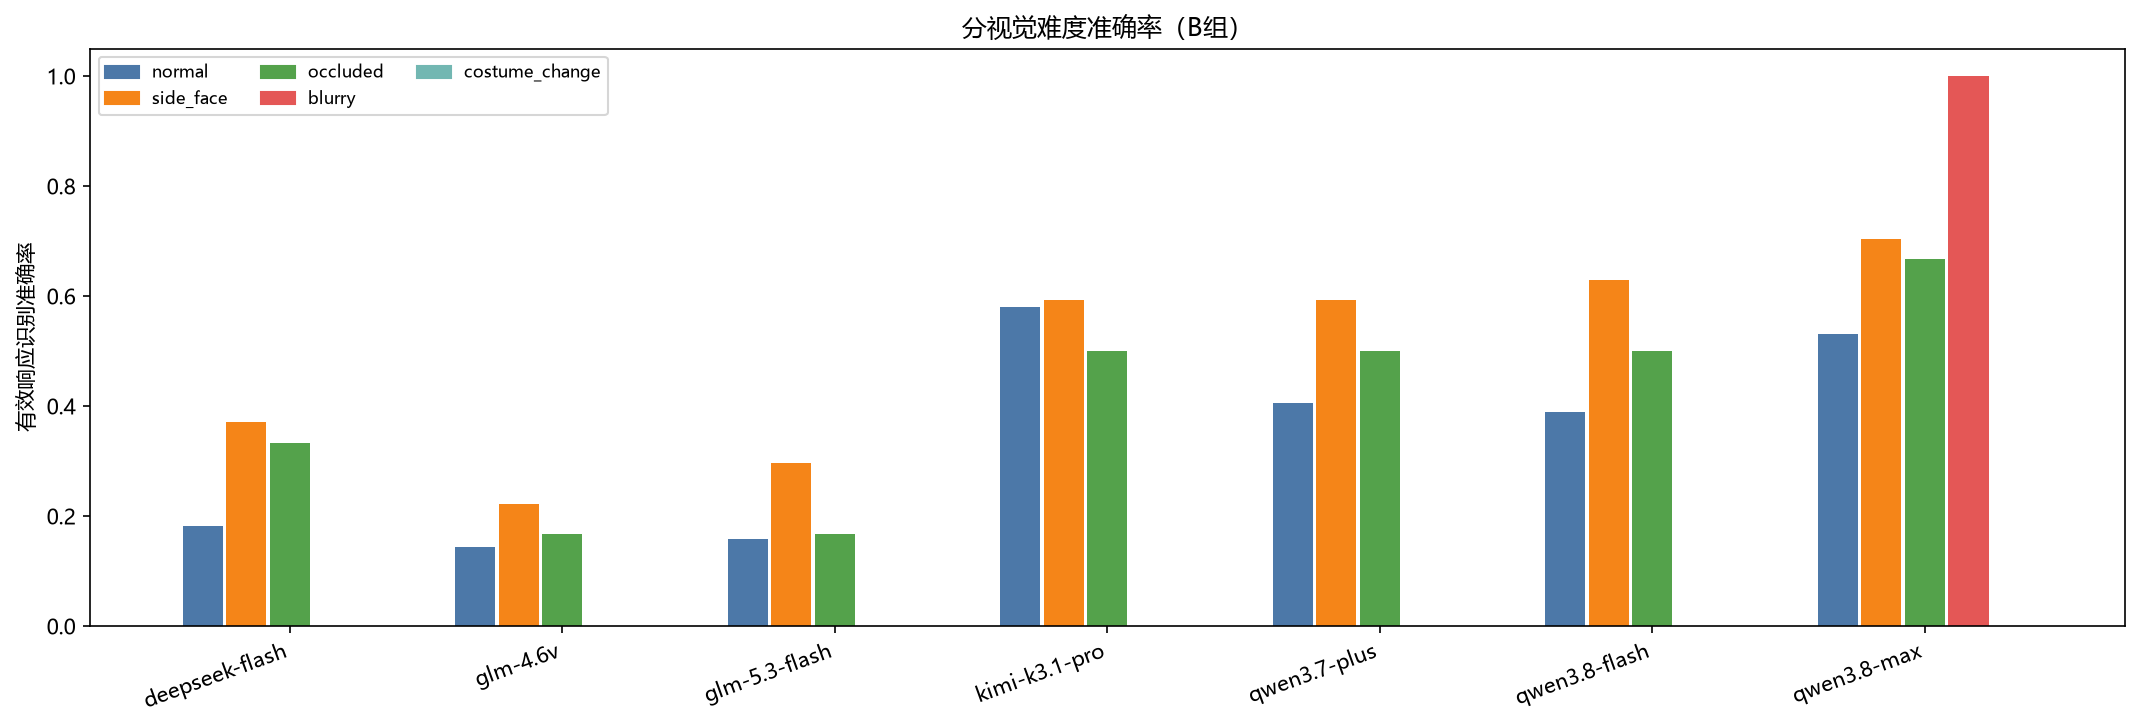 分视觉难度准确率（B组）
normal
side_face
occluded
blurry
costume_change
有效响应识别准确率
1.0
0.8
0.6
0.4
0.2
0.0
deepseek-flash
glm-4.6v
glm-5.3-flash
kimi-k3.1-pro
qwen3.7-plus
qwen3.8-flash
qwen3.8-max